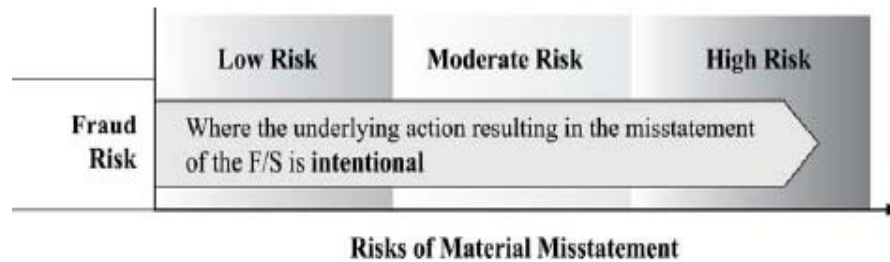 Low Risk Moderate Risk High Risk
Fraud Risk
Where the underlying action resulting in the misstatement
of the F/S is intentional
Risks of Material Misstatement